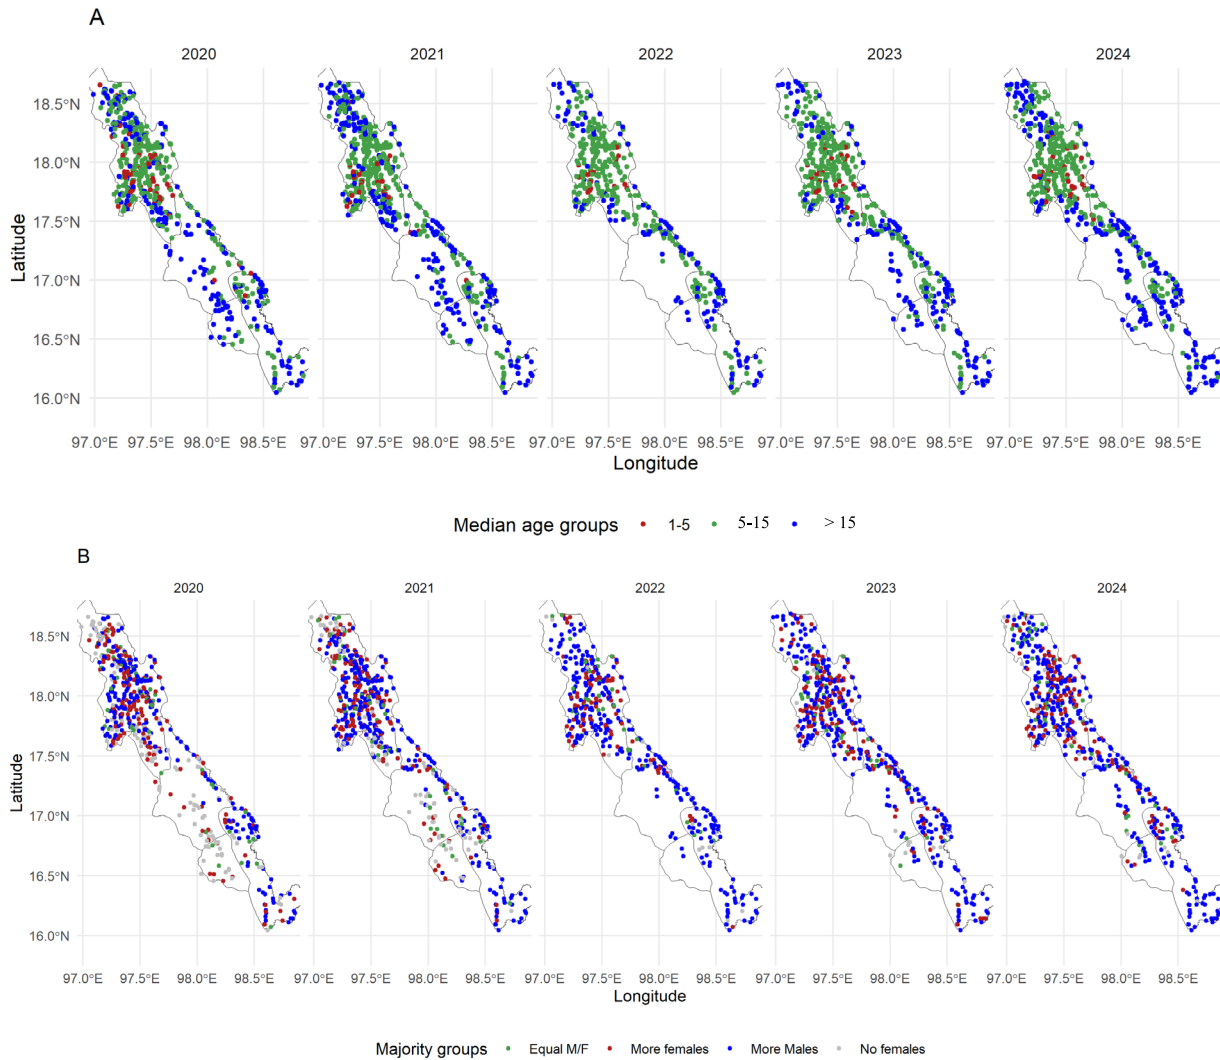 A
2020 2021 2022 2023 2024
18.5°N
18.0°N
17.5°N
17.0°N
16.5°N
16.0°N
Latitude
97.0°E 97.5°E 98.0°E 98.5°E 97.0°E 97.5°E 98.0°E 98.5°E 97.0°E 97.5°E 98.0°E 98.5°E 97.0°E 97.5°E 98.0°E 98.5°E 97.0°E 97.5°E 98.0°E 98.5°E
Longitude
Median age groups 1-5 5-15 > 15
B
2020 2021 2022 2023 2024
18.5°N
18.0°N
17.5°N
17.0°N
16.5°N
16.0°N
Latitude
97.0°E 97.5°E 98.0°E 98.5°E 97.0°E 97.5°E 98.0°E 98.5°E 97.0°E 97.5°E 98.0°E 98.5°E 97.0°E 97.5°E 98.0°E 98.5°E 97.0°E 97.5°E 98.0°E 98.5°E
Longitude
Majority groups Equal M/F More females More Males No females